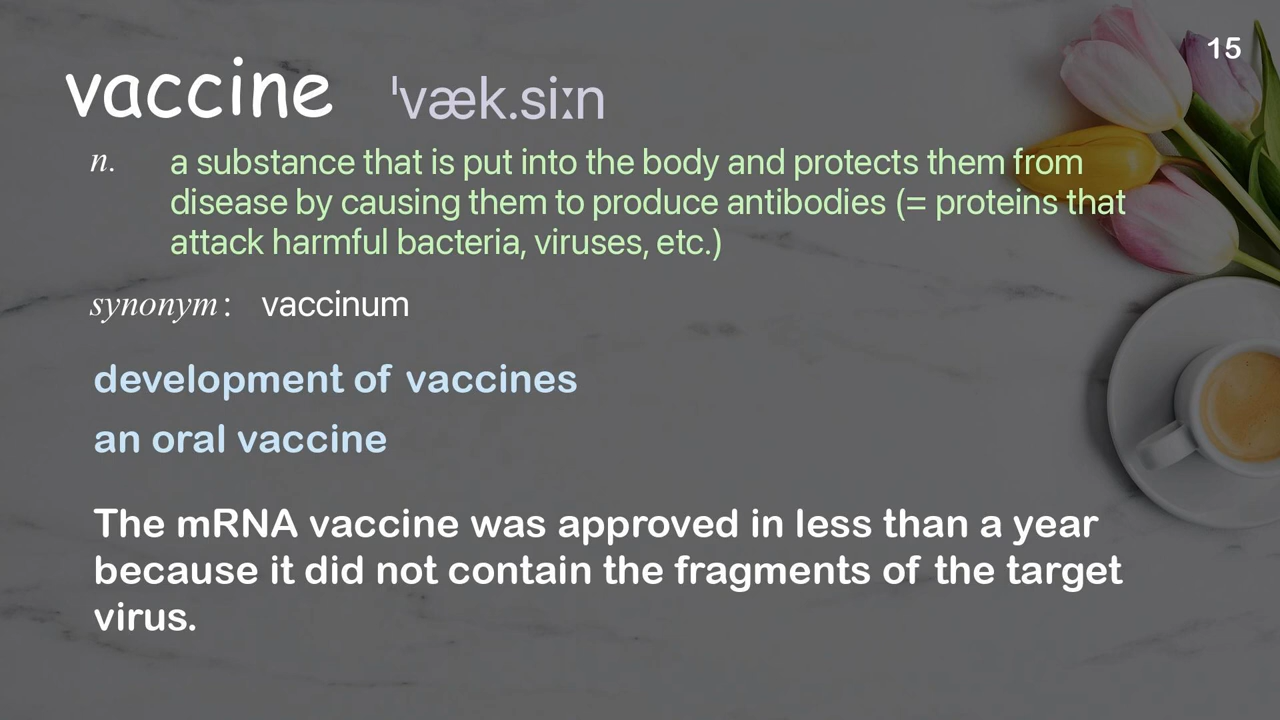 15
vaccine ˈvæk.siːn
n. a substance that is put into the body and protects them from
disease by causing them to produce antibodies (= proteins that
attack harmful bacteria, viruses, etc.)
synonym: vaccinum
development of vaccines
an oral vaccine
The mRNA vaccine was approved in less than a year
because it did not contain the fragments of the target
virus.